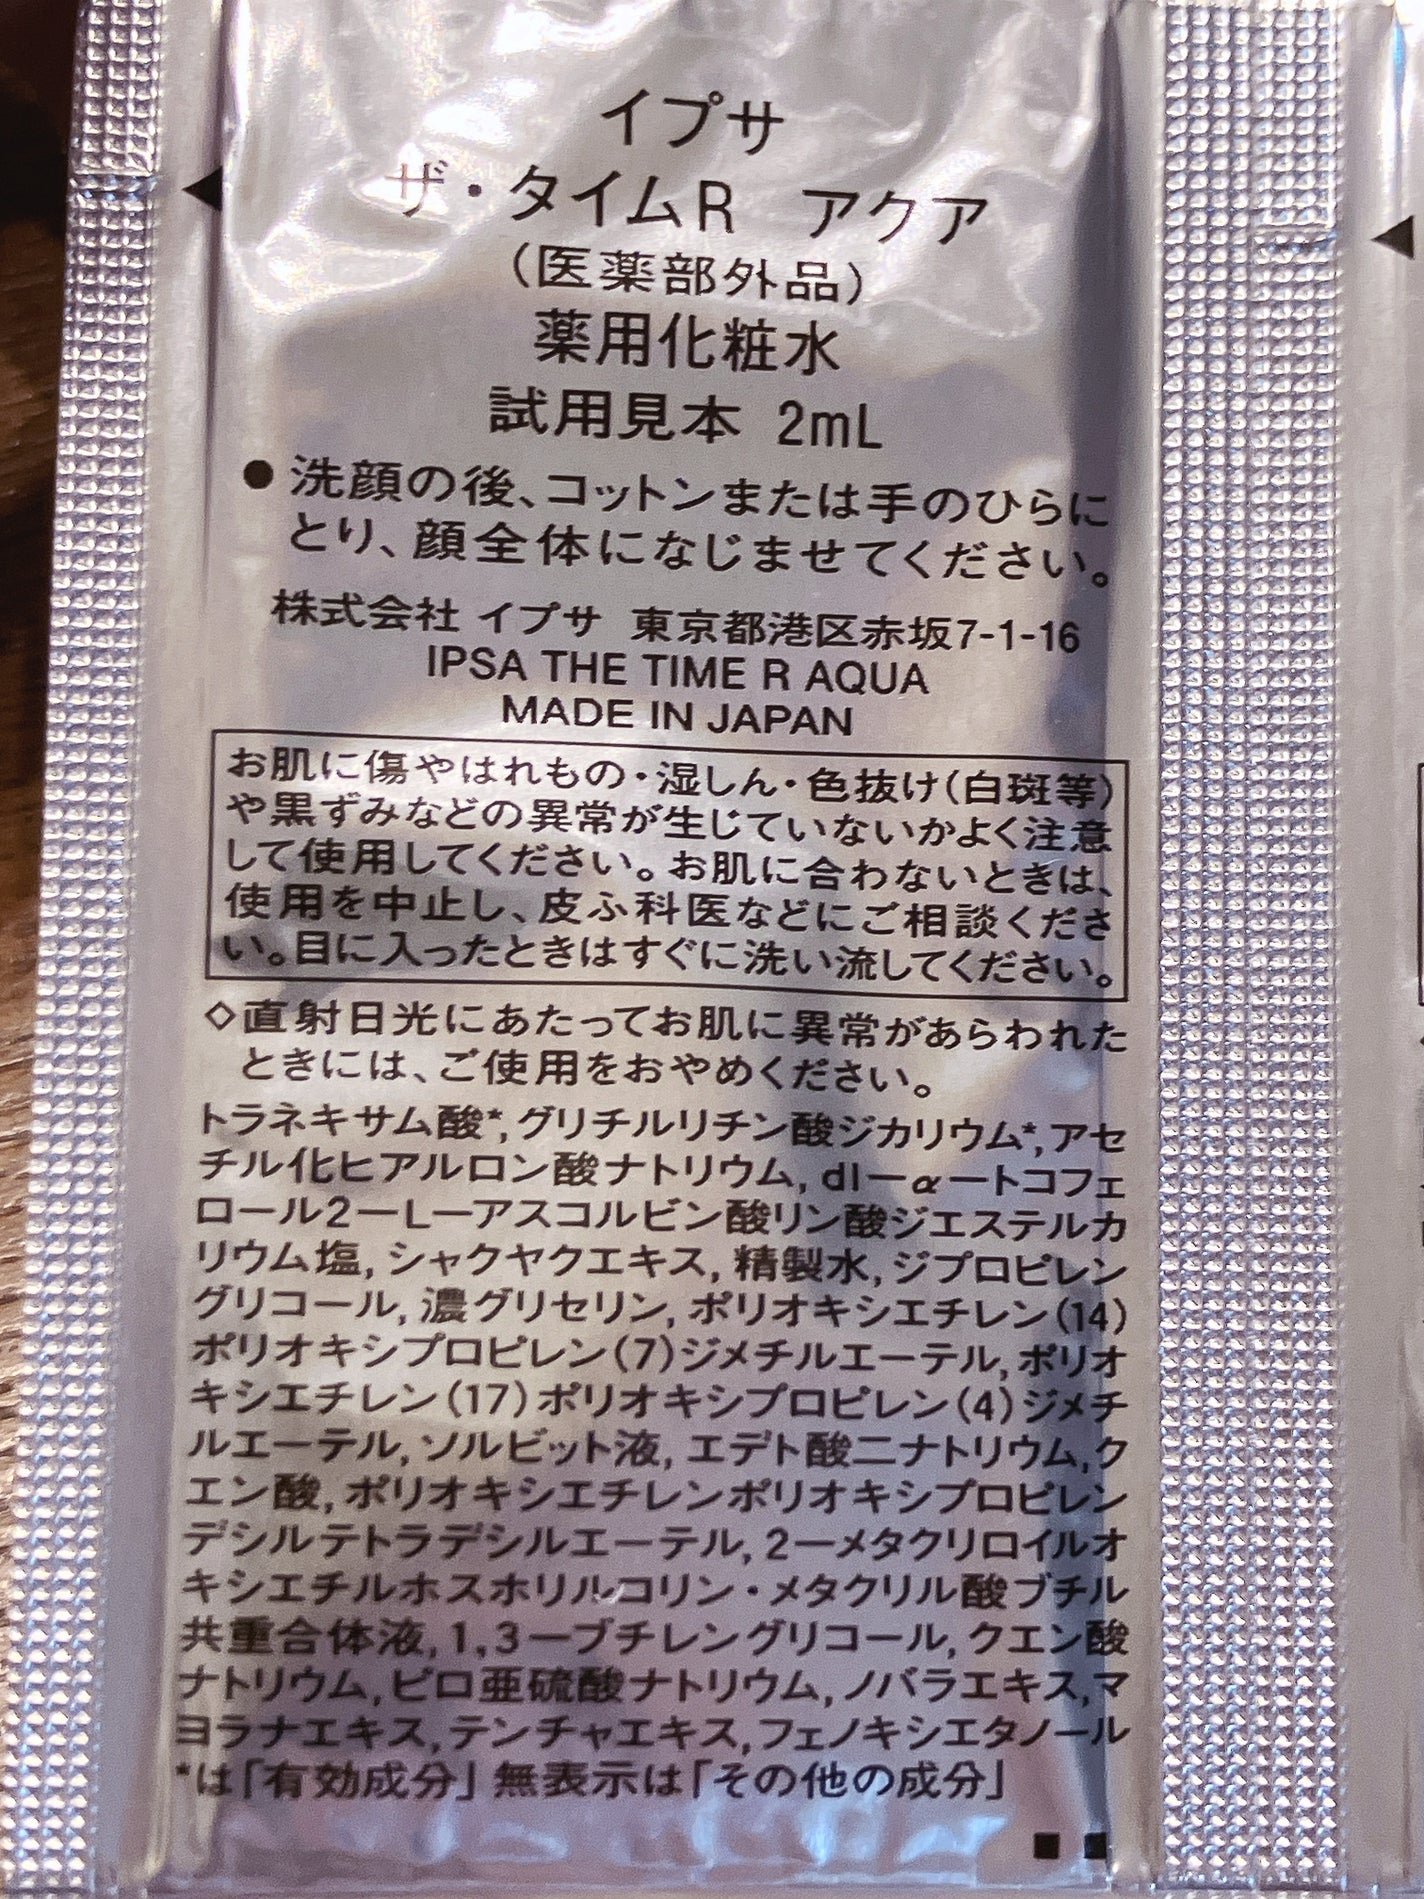 イプサ
ザ・タイムR アクア
（医薬部外品）
薬用化粧水
試用見本 2mL
●洗顔の後、コットンまたは手のひらに
とり、顔全体になじませてください。
株式会社 イプサ 東京都港区赤坂7-1-16
IPSA THE TIME R AQUA
MADE IN JAPAN
お肌に傷やはれもの・湿しん・色抜け（白斑等）
や黒ずみなどの異常が生じていないかよく注意
して使用してください。お肌に合わないときは、
使用を中止し、皮ふ科医などにご相談くださ
い。目に入ったときはすぐに洗い流してください。
◇直射日光にあたってお肌に異常があらわれた
ときには、ご使用をおやめください。
トラネキサム酸*,グリチルリチン酸ジカリウム*,アセ
チル化ヒアルロン酸ナトリウム,dl－α－トコフェ
ロール2－L－アスコルビン酸リン酸ジエステルカ
リウム塩,シャクヤクエキス,精製水,ジプロピレン
グリコール,濃グリセリン,ポリオキシエチレン(14)
ポリオキシプロピレン(7)ジメチルエーテル,ポリオ
キシエチレン(17)ポリオキシプロピレン(4)ジメチ
ルエーテル,ソルビット液,エデト酸二ナトリウム,ク
エン酸,ポリオキシエチレンポリオキシプロピレン
デシルテトラデシルエーテル,2－メタクリロイルオ
キシエチルホスホリルコリン・メタクリル酸ブチル
共重合体液,1,3－ブチレングリコール,クエン酸
ナトリウム,ピロ亜硫酸ナトリウム,ノバラエキス,マ
ヨラナエキス,テンチャエキス,フェノキシエタノール
*は「有効成分」無表示は「その他の成分」